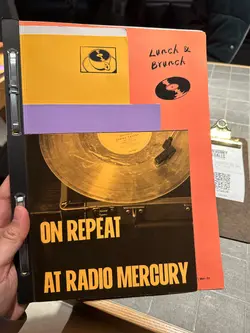 Lunch &
Brunch
ON REPEAT
AT RADIO MERCURY